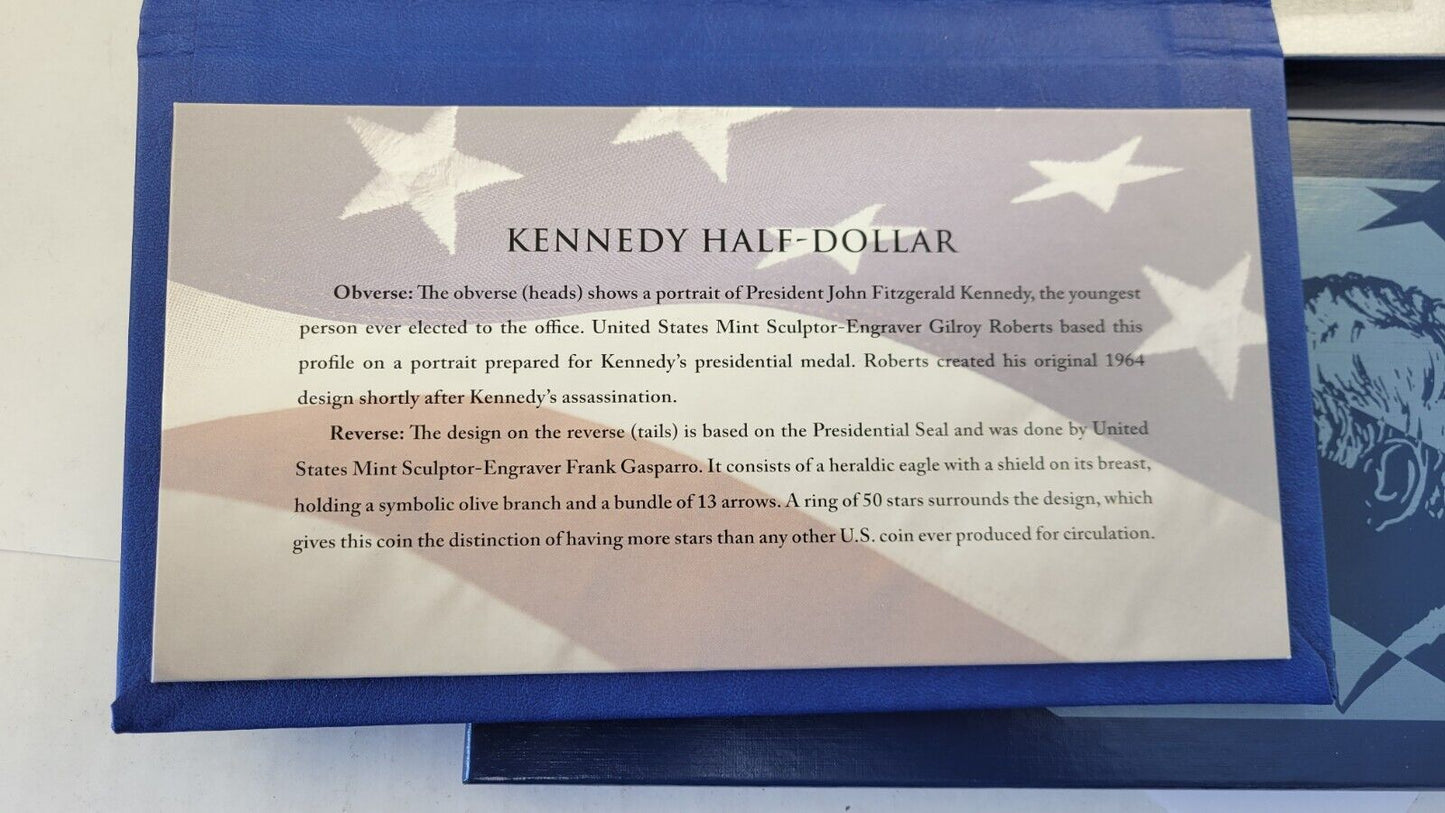 KENNEDY HALF-DOLLAR
Obverse: The obverse (heads) shows a portrait of President John Fitzgerald Kennedy, the youngest
person ever elected to the office. United States Mint Sculptor-Engraver Gilroy Roberts based this
profile on a portrait prepared for Kennedy's presidential medal. Roberts created his original 1964
design shortly after Kennedy's assassination.
Reverse: The design on the reverse (tails) is based on the Presidential Seal and was done by United
States Mint Sculptor-Engraver Frank Gasparro. It consists of a heraldic eagle with a shield on its breast,
holding a symbolic olive branch and a bundle of 13 arrows. A ring of 50 stars surrounds the design, which
gives this coin the distinction of having more stars than any other U.S. coin ever produced for circulation.